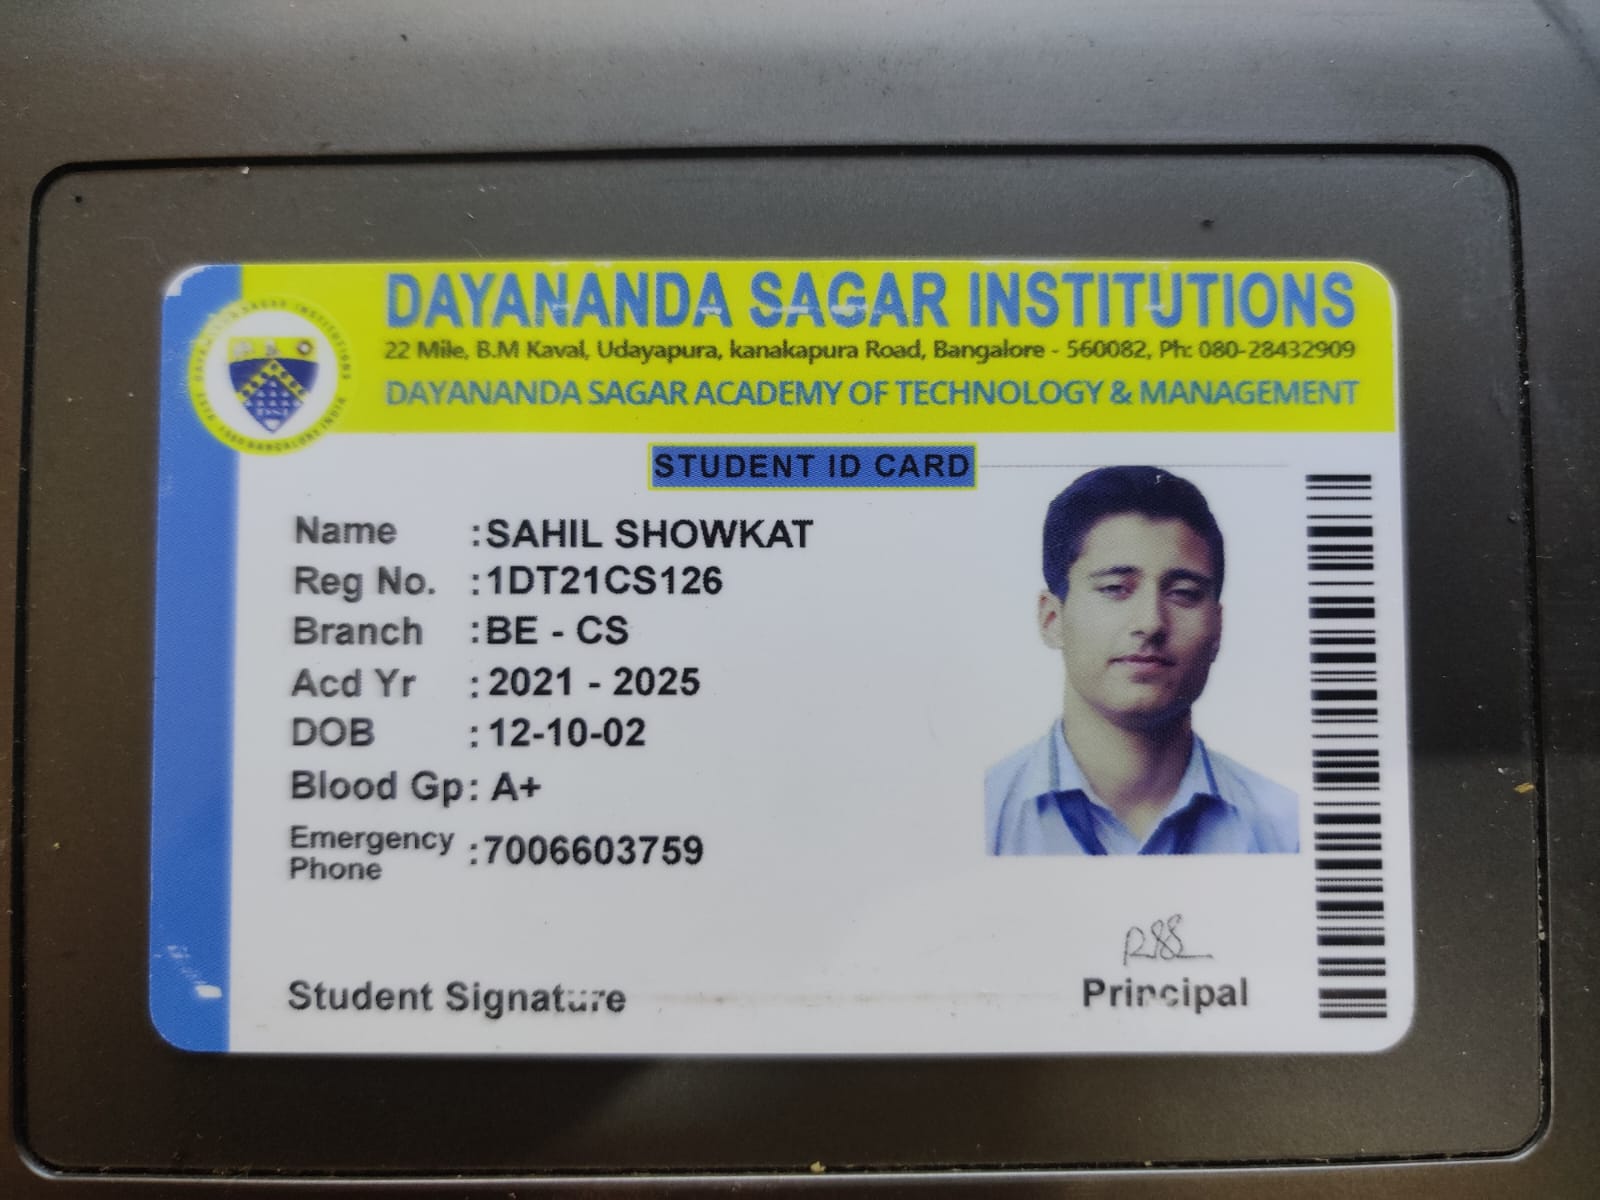 DAYANANDA SAGAR INSTITUTIONS
22 Mile, B.M Kaval, Udayapura, kanakapura Road, Bangalore - 560082, Ph: 080-28432909
DAYANANDA SAGAR ACADEMY OF TECHNOLOGY & MANAGEMENT
STUDENT ID CARD
Name :SAHIL SHOWKAT
Reg No. :1DT21CS126
Branch :BE - CS
Acd Yr : 2021 - 2025
DOB : 12-10-02
Blood Gp: A+
Emergency Phone :7006603759
Student Signature
Principal